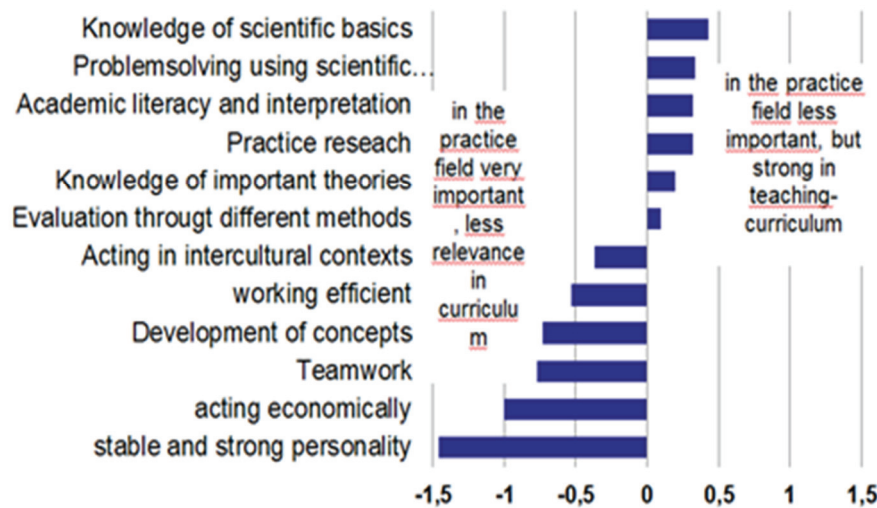 Knowledge of scientific basics
Problemsolving using scientific...
Academic literacy and interpretation
Practice reseach
Knowledge of important theories
Evaluation througt different methods
Acting in intercultural contexts
working efficient
Development of concepts
Teamwork
acting economically
stable and strong personality
in the
practice
field very
important
, less
relevance
in
curriculu
m
in the practice
field less
important, but
strong in
teaching-
curriculum
-1,5 -1 -0,5 0 0,5 1 1,5